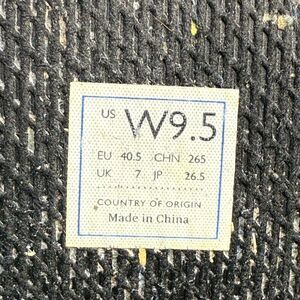 US W9.5
EU 40.5 CHN 265
UK 7 JP 26.5
COUNTRY OF ORIGIN
Made in China